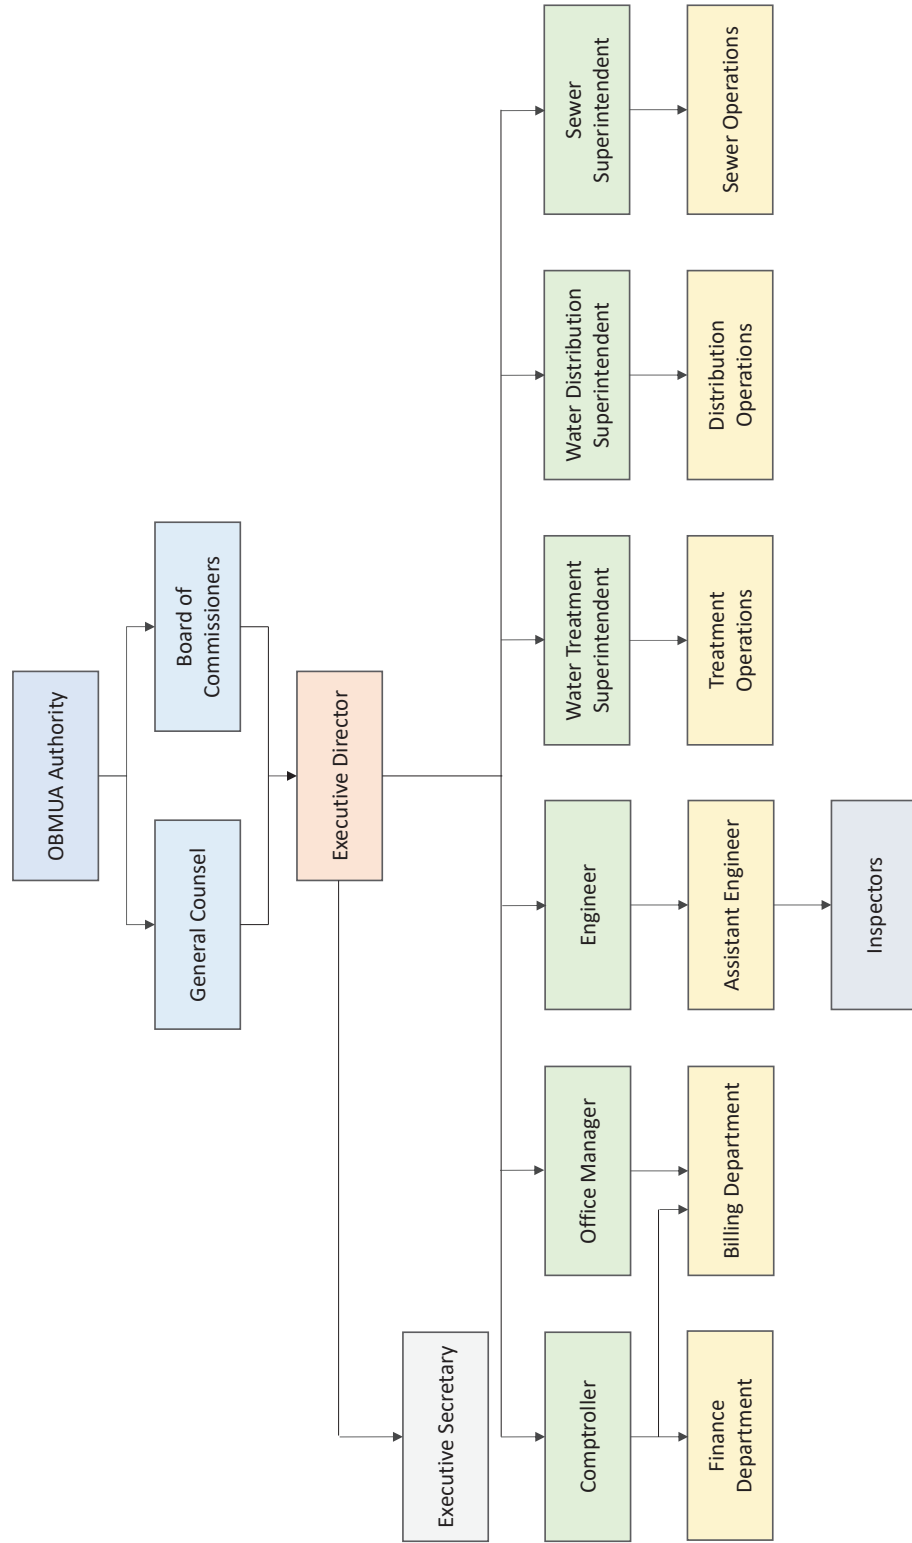 OBMUA Authority
General Counsel
Board of
Commissioners
Executive Director
Executive Secretary
Comptroller
Office Manager
Engineer
Water Treatment
Superintendent
Water Distribution
Superintendent
Sewer
Superintendent
Finance
Department
Billing Department
Assistant Engineer
Treatment
Operations
Distribution
Operations
Sewer Operations
Inspectors